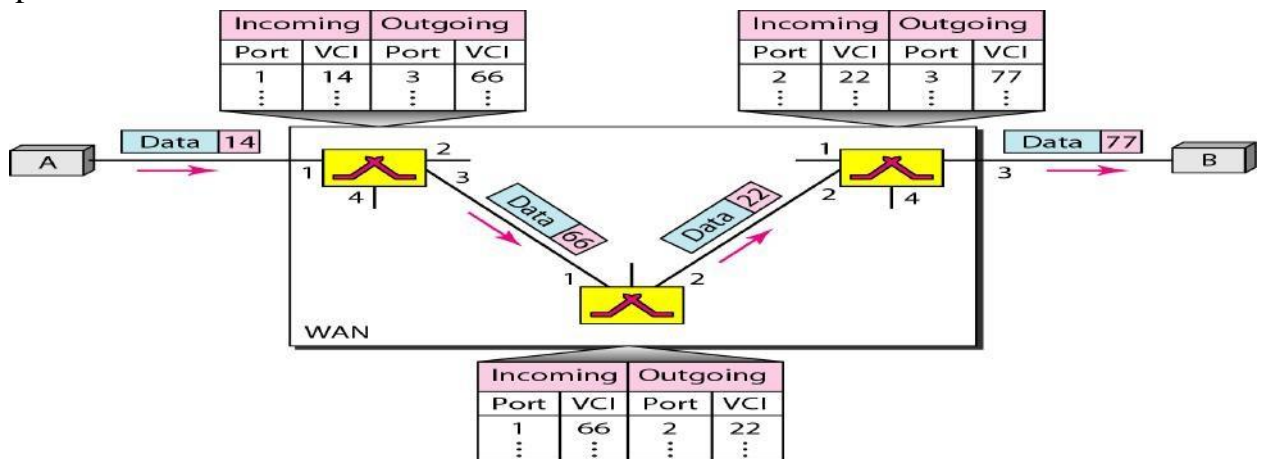 Incoming Outgoing
Port VCI Port VCI
1 14 3 66
⋮ ⋮ ⋮ ⋮
Incoming Outgoing
Port VCI Port VCI
2 22 3 77
⋮ ⋮ ⋮ ⋮
A
Data 14
1
2
3
4
Data 66
1
2
Data 22
1
2
3
4
Data 77
B
WAN
Incoming Outgoing
Port VCI Port VCI
1 66 2 22
⋮ ⋮ ⋮ ⋮